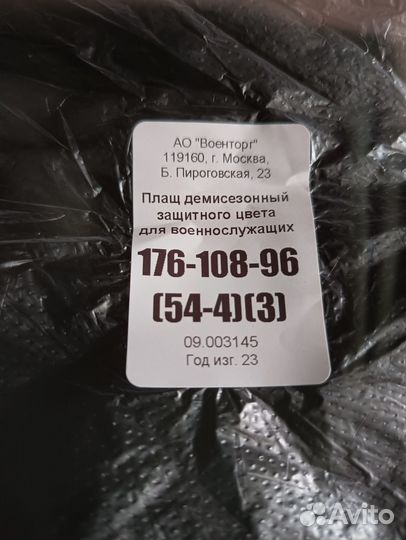 АО "Военторг"
119160, г. Москва,
Б. Пироговская, 23
Плащ демисезонный
защитного цвета
для военнослужащих
176-108-96
(54-4)(3)
09.003145
Год изг. 23
Avito